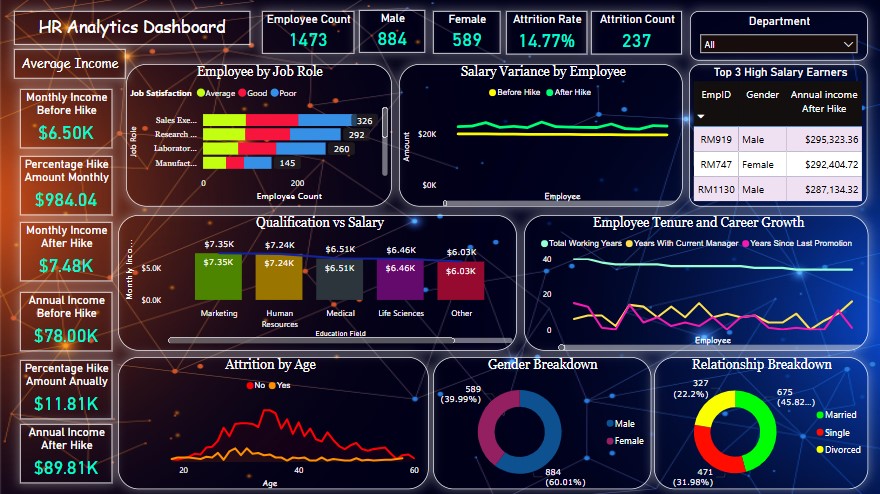 HR Analytics Dashboard
Employee Count
1473
Male
884
Female
589
Attrition Rate
14.77%
Attrition Count
237
Department
All
Average Income
Monthly Income
Before Hike
$6.50K
Percentage Hike
Amount Monthly
$984.04
Monthly Income
After Hike
$7.48K
Annual Income
Before Hike
$78.00K
Percentage Hike
Amount Anually
$11.81K
Annual Income
After Hike
$89.81K
Employee by Job Role
Job Satisfaction Average Good Poor
Job Role
Sales Exe... 326
Research ... 292
Laborator... 260
Manufact... 145
0 200
Employee Count
Salary Variance by Employee
Before Hike After Hike
Amount
$20K
$0K
Employee
Top 3 High Salary Earners
EmpID Gender Annual income
After Hike
RM919 Male $295,323.36
RM747 Female $292,404.72
RM1130 Male $287,134.32
Qualification vs Salary
Monthly Inco...
$5.0K
$0.0K
$7.35K $7.24K $6.51K $6.46K $6.03K
$7.35K $7.24K $6.51K $6.46K $6.03K
Marketing Human Medical Life Sciences Other
Resources
Education Field
Employee Tenure and Career Growth
Total Working Years Years With Current Manager Years Since Last Promotion
40
20
0
Employee
Attrition by Age
No Yes
20 40 60
Age
Gender Breakdown
589
(39.99%)
Male
Female
884
(60.01%)
Relationship Breakdown
327
(22.2%)
675
(45.82...)
Married
Single
Divorced
471
(31.98%)